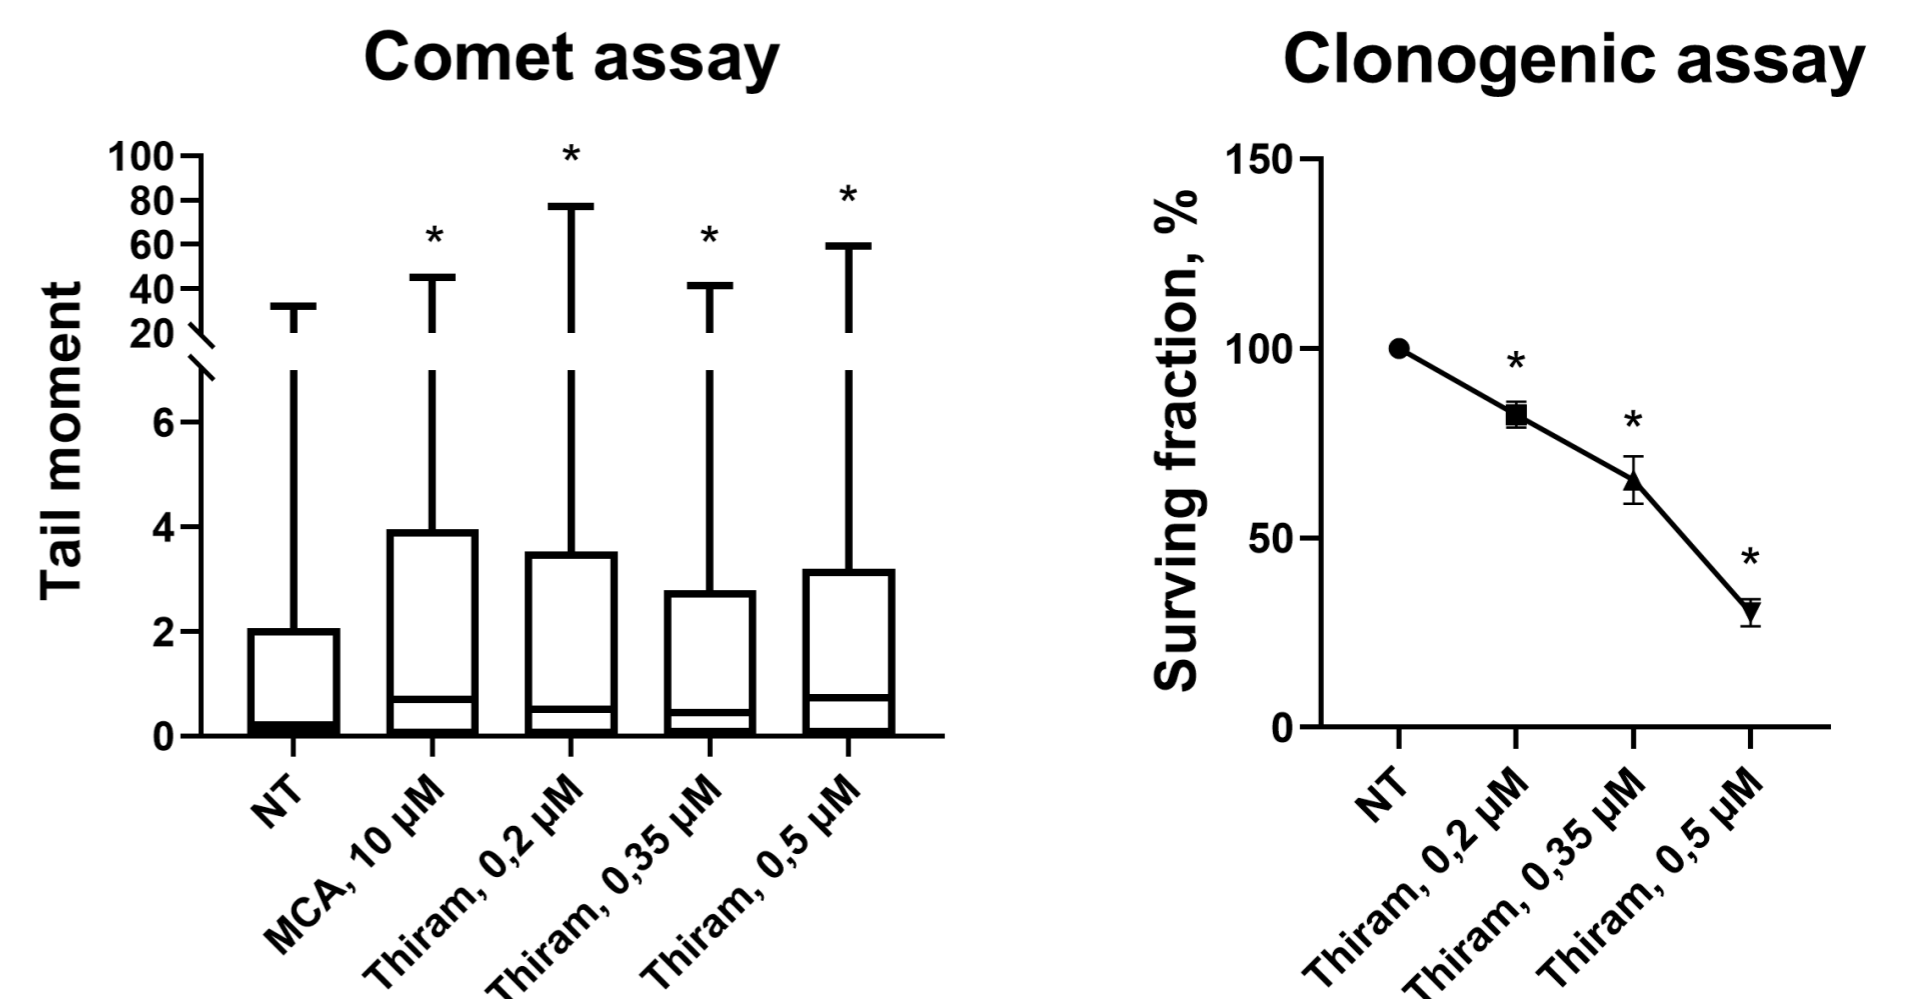 Comet assay
Tail moment
100
80
60
40
20
6
4
2
0
*
*
*
*
NT
MCA, 10 µM
Thiram, 0,2 µM
Thiram, 0,35 µM
Thiram, 0,5 µM
Clonogenic assay
Surviving fraction, %
150
100
50
0
*
*
*
NT
Thiram, 0,2 µM
Thiram, 0,35 µM
Thiram, 0,5 µM